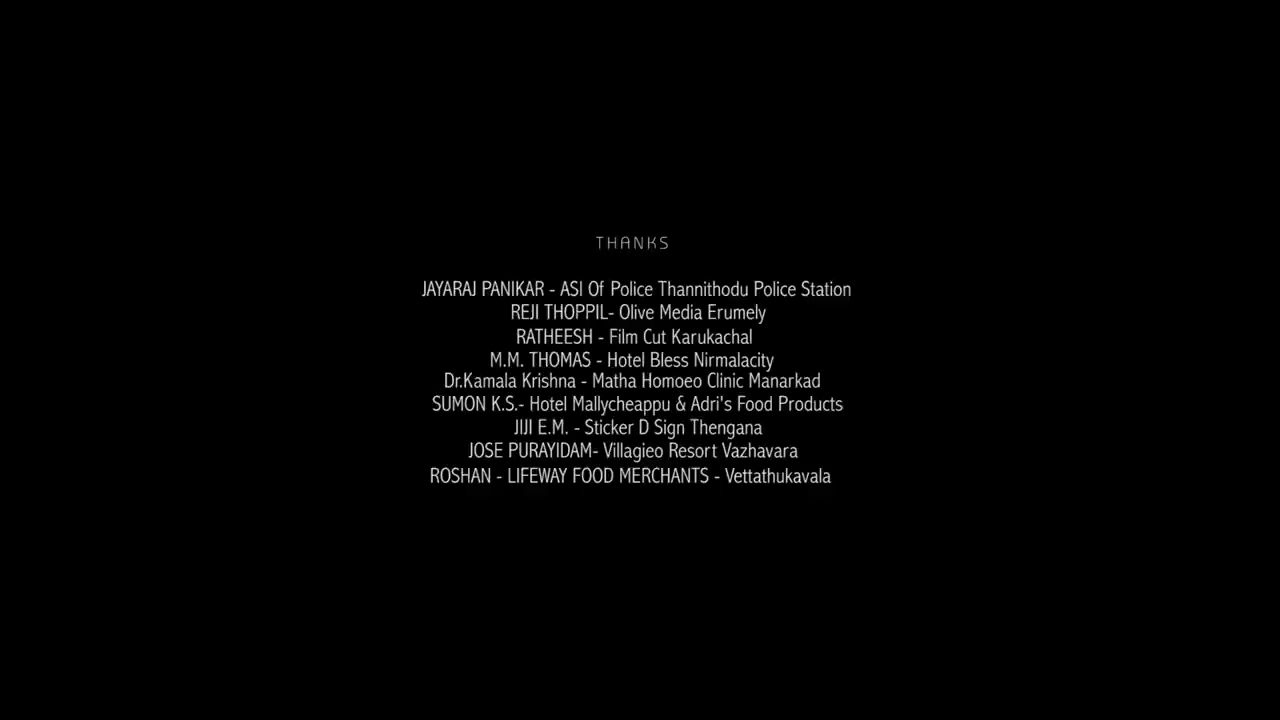 THANKS
JAYARAJ PANIKAR - ASI Of Police Thannithodu Police Station
REJI THOPPIL- Olive Media Erumely
RATHEESH - Film Cut Karukachal
M.M. THOMAS - Hotel Bless Nirmalacity
Dr.Kamala Krishna - Matha Homoeo Clinic Manarkad
SUMON K.S.- Hotel Mallycheappu & Adri's Food Products
JIJI E.M. - Sticker D Sign Thengana
JOSE PURAYIDAM- Villagieo Resort Vazhavara
ROSHAN - LIFEWAY FOOD MERCHANTS - Vettathukavala